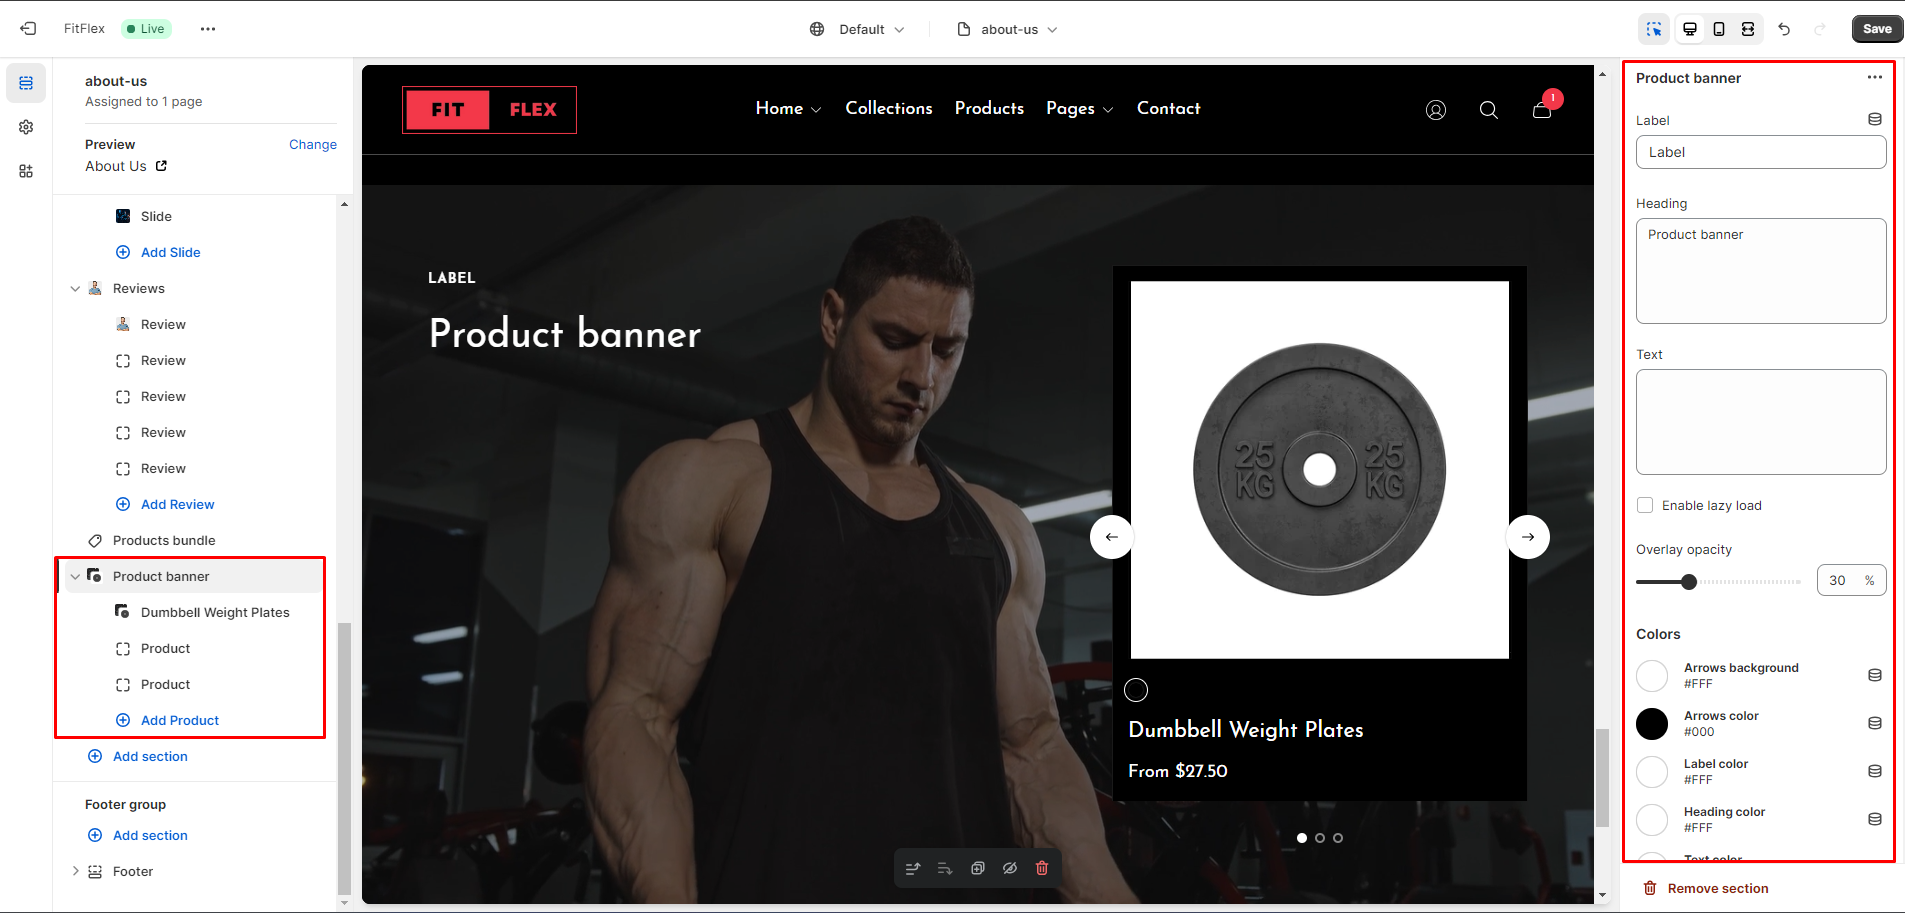 FitFlex
Live
Default
about-us
Save
about-us
Assigned to 1 page
Preview
Change
About Us
Slide
Add Slide
Reviews
Review
Review
Review
Review
Review
Add Review
Products bundle
Product banner
Dumbbell Weight Plates
Product
Product
Add Product
Add section
Footer group
Add section
Footer
FIT FLEX
Home
Collections
Products
Pages
Contact
1
LABEL
Product banner
25 KG
25 KG
Dumbbell Weight Plates
From $27.50
Product banner
Label
Label
Heading
Product banner
Text
Enable lazy load
Overlay opacity
30 %
Colors
Arrows background
#FFF
Arrows color
#000
Label color
#FFF
Heading color
#FFF
Text color
Remove section